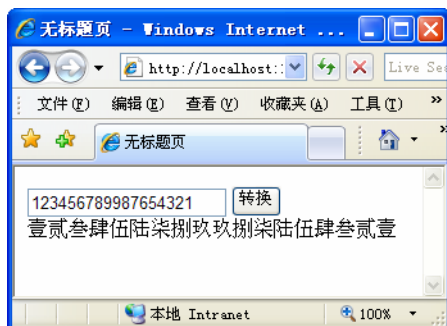 无标题页 - Windows Internet ...
http://localhost:: Live Se
文件(F) 编辑(E) 查看(V) 收藏夹(A) 工具(T) »
无标题页 »
123456789987654321 转换
壹贰叁肆伍陆柒捌玖玖捌柒陆伍肆叁贰壹
本地 Intranet 100%